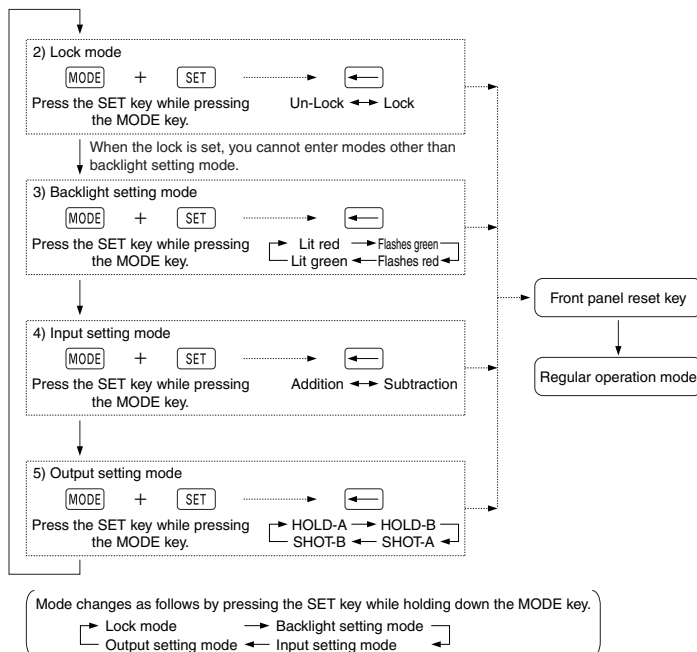 2) Lock mode
MODE + SET ←
Press the SET key while pressing Un-Lock ↔ Lock
the MODE key.
When the lock is set, you cannot enter modes other than
backlight setting mode.
3) Backlight setting mode
MODE + SET ←
Press the SET key while pressing
the MODE key.
Lit red → Flashes green
Lit green ← Flashes red
4) Input setting mode
MODE + SET ←
Press the SET key while pressing Addition ↔ Subtraction
the MODE key.
5) Output setting mode
MODE + SET ←
Press the SET key while pressing
the MODE key.
HOLD-A → HOLD-B
SHOT-B ← SHOT-A
Front panel reset key
Regular operation mode
Mode changes as follows by pressing the SET key while holding down the MODE key.
Lock mode → Backlight setting mode
Output setting mode ← Input setting mode